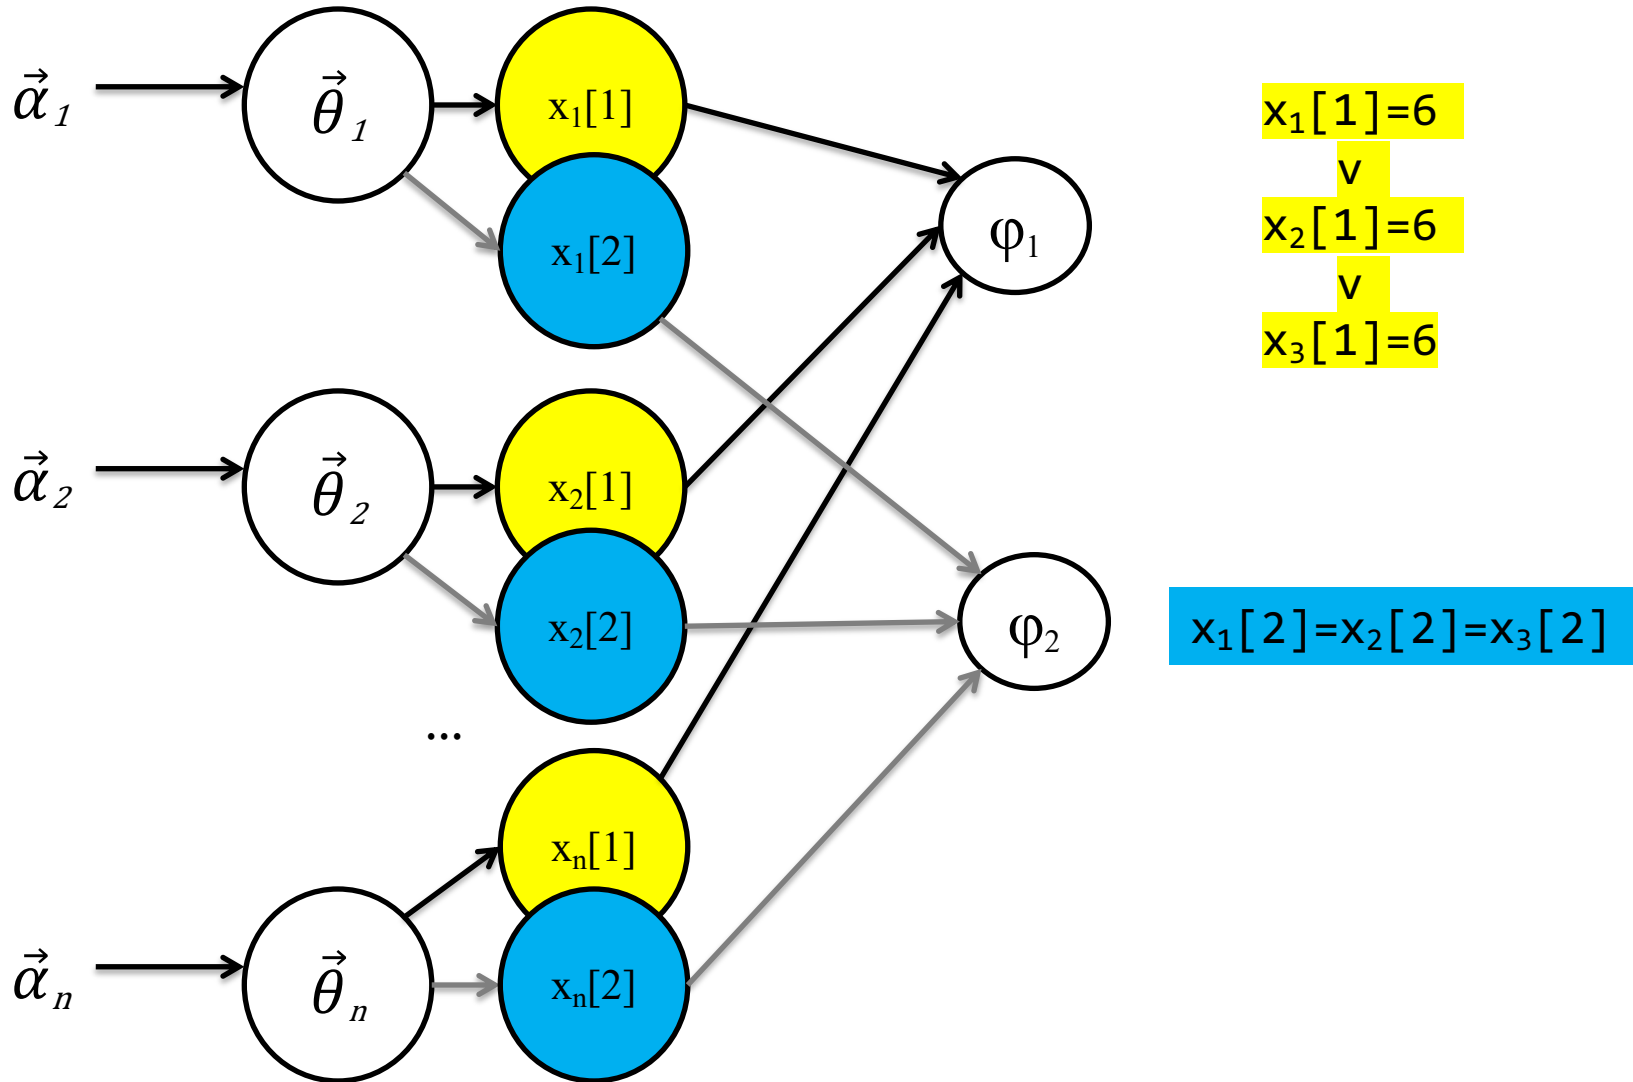 α⃗₁
θ⃗₁
x₁[1]
x₁[2]
α⃗₂
θ⃗₂
x₂[1]
x₂[2]
...
α⃗ₙ
θ⃗ₙ
xₙ[1]
xₙ[2]
φ₁
φ₂
x₁[1]=6
v
x₂[1]=6
v
x₃[1]=6
x₁[2]=x₂[2]=x₃[2]